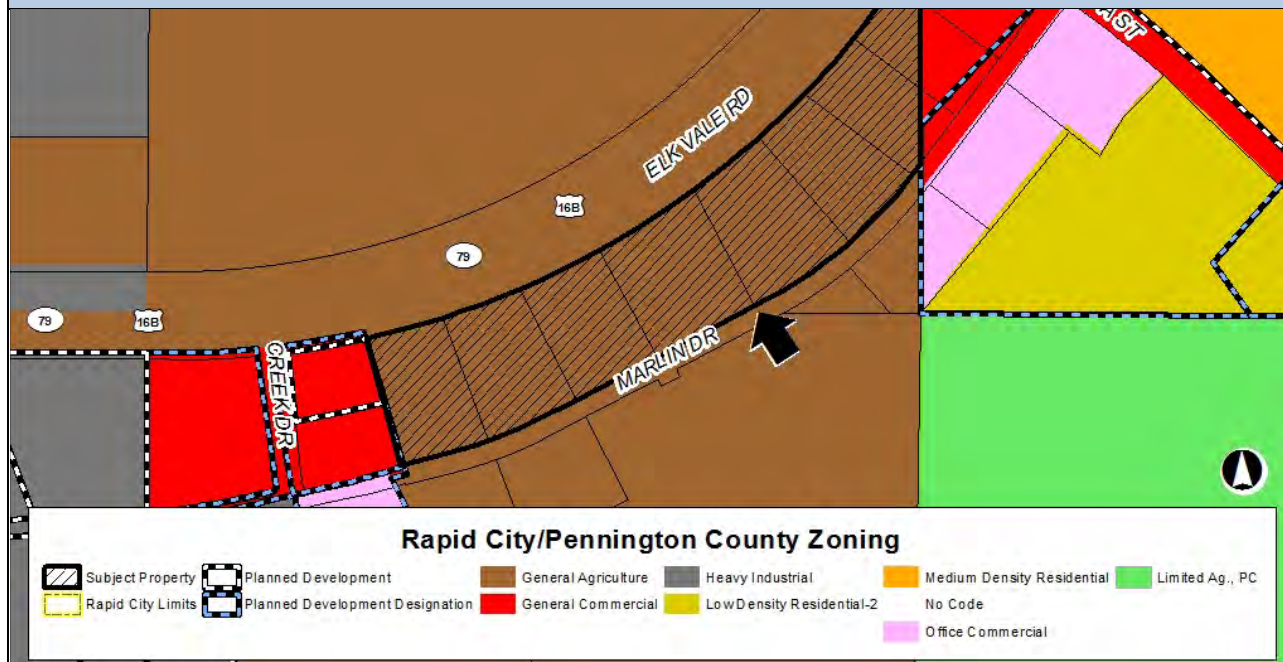 AST
ELK VALE RD
16B
79
79
16B
CREEK DR
MARLIN DR
Rapid City/Pennington County Zoning
Subject Property
Planned Development
General Agriculture
Heavy Industrial
Medium Density Residential
Limited Ag., PC
Rapid City Limits
Planned Development Designation
General Commercial
Low Density Residential-2
No Code
Office Commercial